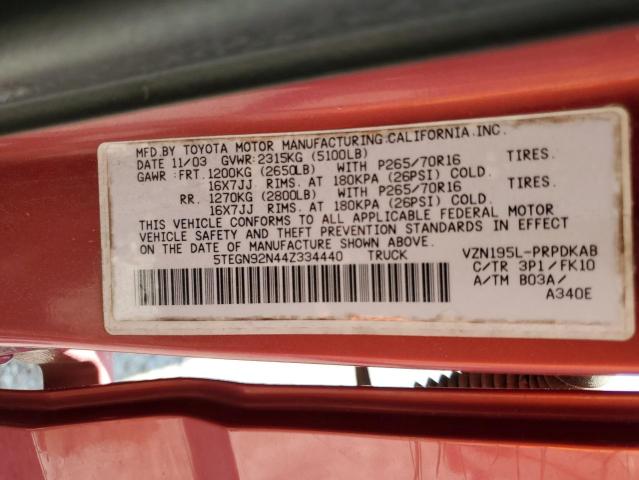 MFD.BY TOYOTA MOTOR MANUFACTURING.CALIFORNIA.INC.
DATE 11/03 GVWR:2315KG (5100LB)
GAWR: FRT.1200KG (2650LB) WITH P265/70R16 TIRES.
16X7JJ RIMS. AT 180KPA (26PSI) COLD.
RR. 1270KG (2800LB) WITH P265/70R16 TIRES.
16X7JJ RIMS. AT 180KPA (26PSI) COLD.
THIS VEHICLE CONFORMS TO ALL APPLICABLE FEDERAL MOTOR
VEHICLE SAFETY AND THEFT PREVENTION STANDARDS IN EFFECT
ON THE DATE OF MANUFACTURE SHOWN ABOVE.
5TEGN92N44Z334440 TRUCK VZN195L-PRPDKAB
C/TR 3P1/FK10
A/TM B03A/
A340E